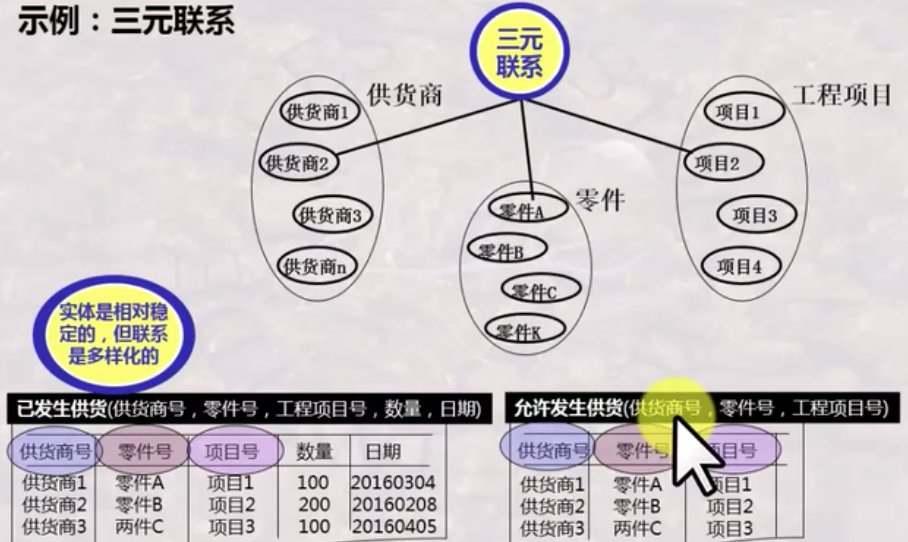 示例：三元联系
三元
联系
供货商
工程项目
供货商1
项目1
供货商2
项目2
零件
供货商3
零件A
项目3
零件B
供货商n
项目4
零件C
零件K
实体是相对稳
定的，但联系
是多样化的
已发生供货(供货商号，零件号，工程项目号，数量，日期)
供货商号 零件号 项目号 数量 日期
供货商1 零件A 项目1 100 20160304
供货商2 零件B 项目2 200 20160208
供货商3 两件C 项目3 100 20160405
允许发生供货(供货商号，零件号，工程项目号)
供货商号 零件号 项目号
供货商1 零件A 项目1
供货商2 零件B 项目2
供货商3 两件C 项目3